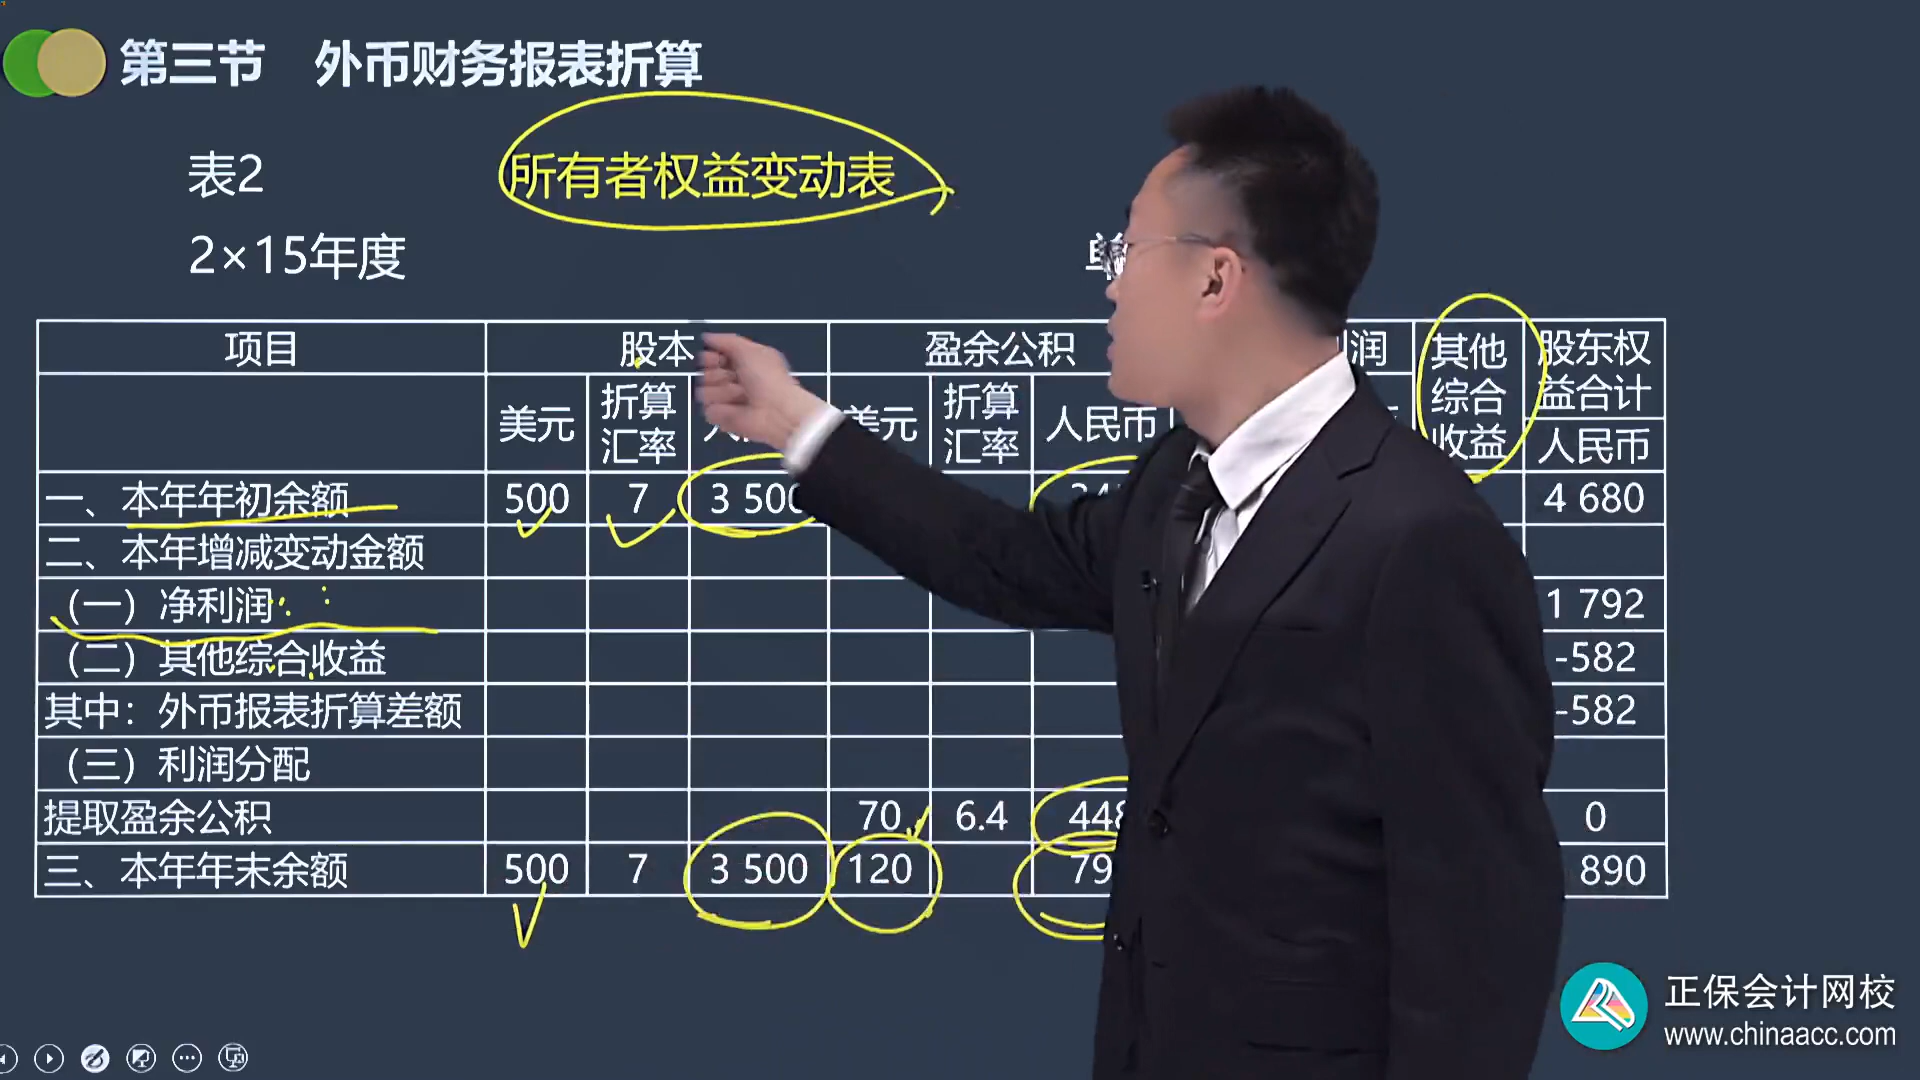 第三节 外币财务报表折算
表2 所有者权益变动表
2×15年度 单
项目 股本 盈余公积 润 其他综合收益 股东权益合计
美元 折算汇率 美元 折算汇率 人民币 人民币
一、本年年初余额 500 7 3 500 4 680
二、本年增减变动金额
（一）净利润 1 792
（二）其他综合收益 -582
其中：外币报表折算差额 -582
（三）利润分配
提取盈余公积 70 6.4 448 0
三、本年年末余额 500 7 3 500 120 79 890
正保会计网校
www.chinaacc.com